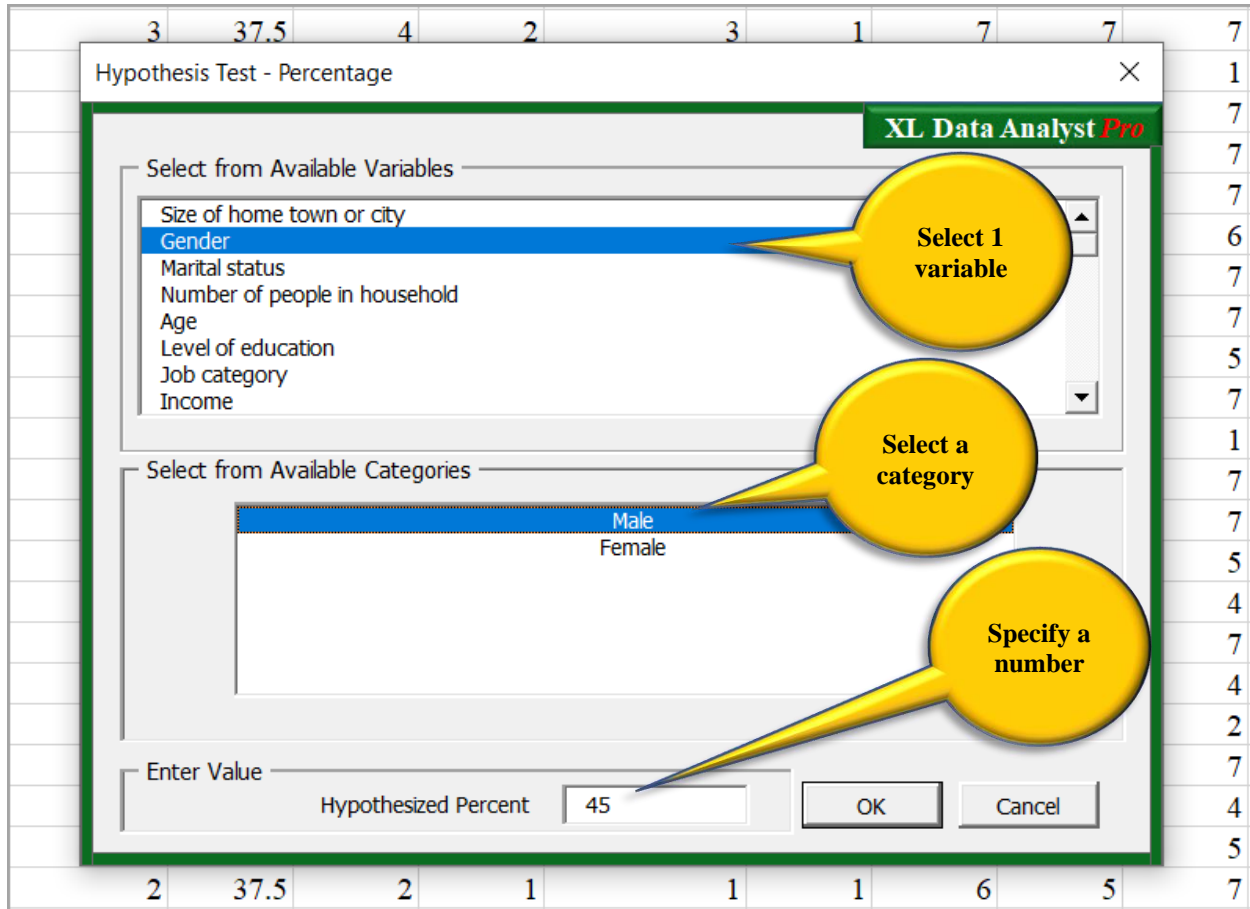 3 37.5 4 2 3 1 7 7 7
Hypothesis Test - Percentage
1
XL Data Analyst Pro
7
7
Select from Available Variables
7
Size of home town or city
Gender
6
Marital status
7
Number of people in household
Age
7
Level of education
5
Job category
Income
7
Select 1
variable
1
Select from Available Categories
7
Male
7
Female
5
4
Select a
category
7
4
2
Specify a
number
7
Enter Value
Hypothesized Percent 45 OK Cancel
4
5
2 37.5 2 1 1 1 6 5 7